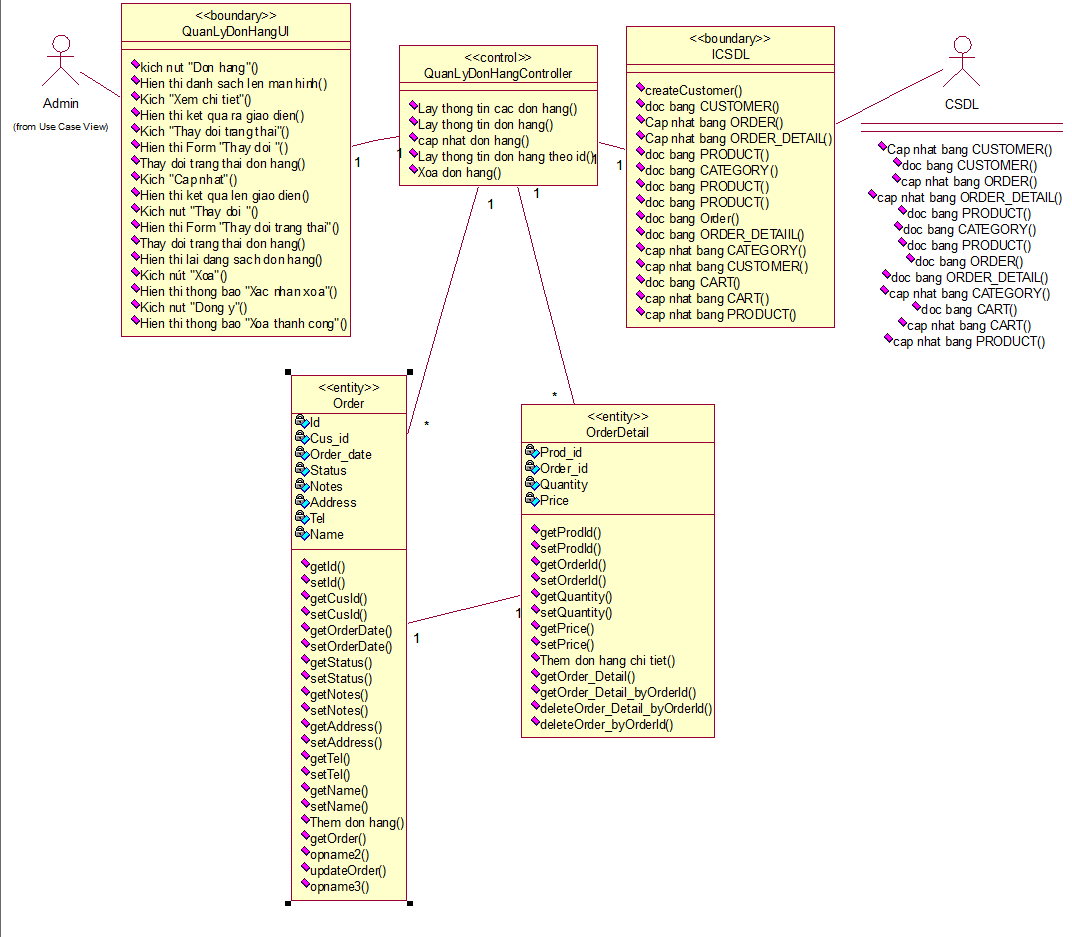 Admin
(from Use Case View)
<<boundary>>
QuanLyDonHangUI
kich nut "Don hang"()
Hien thi danh sach len man hinh()
Kich "Xem chi tiet"()
Hien thi ket qua ra giao dien()
Kich "Thay doi trang thai"()
Hien thi Form "Thay doi "()
Thay doi trang thai don hang()
Kich "Cap nhat"()
Hien thi ket qua len giao dien()
Kich nut "Thay doi "()
Hien thi Form "Thay doi trang thai"()
Thay doi trang thai don hang()
Hien thi lai dang sach don hang()
Kich nút "Xoa"()
Hien thi thong bao "Xac nhan xoa"()
Kich nut "Dong y"()
Hien thi thong bao "Xoa thanh cong"()
1
1
<<control>>
QuanLyDonHangController
Lay thong tin cac don hang()
Lay thong tin don hang()
cap nhat don hang()
Lay thong tin don hang theo id()
Xoa don hang()
1
1
1
1
<<boundary>>
ICSDL
createCustomer()
doc bang CUSTOMER()
Cap nhat bang ORDER()
Cap nhat bang ORDER_DETAIL()
doc bang PRODUCT()
doc bang CATEGORY()
doc bang PRODUCT()
doc bang PRODUCT()
doc bang Order()
doc bang ORDER_DETAIIL()
cap nhat bang CATEGORY()
cap nhat bang CUSTOMER()
doc bang CART()
cap nhat bang CART()
cap nhat bang PRODUCT()
CSDL
Cap nhat bang CUSTOMER()
doc bang CUSTOMER()
cap nhat bang ORDER()
cap nhat bang ORDER_DETAIL()
doc bang PRODUCT()
doc bang CATEGORY()
doc bang PRODUCT()
doc bang ORDER()
doc bang ORDER_DETAIL()
cap nhat bang CATEGORY()
doc bang CART()
cap nhat bang CART()
cap nhat bang PRODUCT()
*
*
<<entity>>
Order
Id
Cus_id
Order_date
Status
Notes
Address
Tel
Name
getId()
setId()
getCusId()
setCusId()
getOrderDate()
setOrderDate()
getStatus()
setStatus()
getNotes()
setNotes()
getAddress()
setAddress()
getTel()
setTel()
getName()
setName()
Them don hang()
getOrder()
opname2()
updateOrder()
opname3()
1
1
<<entity>>
OrderDetail
Prod_id
Order_id
Quantity
Price
getProdId()
setProdId()
getOrderId()
setOrderId()
getQuantity()
setQuantity()
getPrice()
setPrice()
Them don hang chi tiet()
getOrder_Detail()
getOrder_Detail_byOrderId()
deleteOrder_Detail_byOrderId()
deleteOrder_byOrderId()